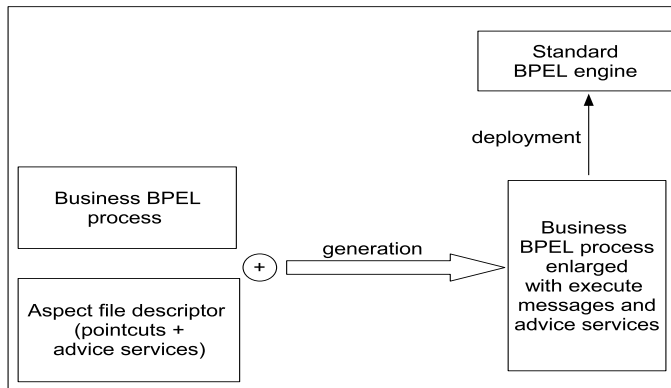 Standard
BPEL engine
deployment
Business BPEL
process
generation
+
Aspect file descriptor
(pointcuts +
advice services)
Business
BPEL process
enlarged
with execute
messages and
advice services